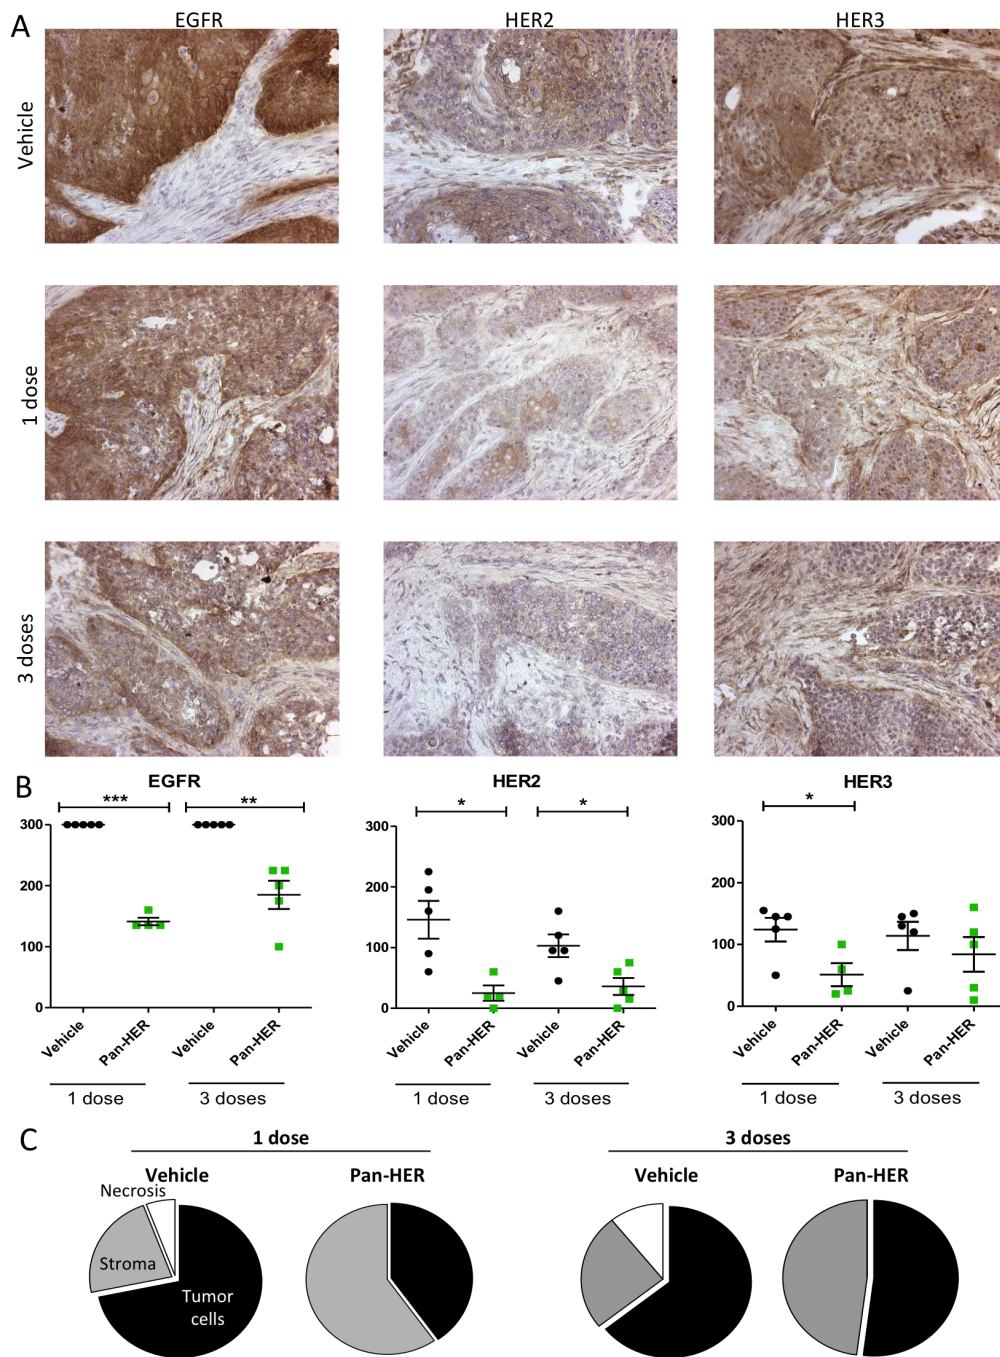 A
EGFR
HER2
HER3
Vehicle
1 dose
3 doses
B
EGFR
***
**
300
200
100
0
Vehicle
Pan-HER
Vehicle
Pan-HER
1 dose
3 doses
HER2
*
*
300
200
100
0
Vehicle
Pan-HER
Vehicle
Pan-HER
1 dose
3 doses
HER3
*
300
200
100
0
Vehicle
Pan-HER
Vehicle
Pan-HER
1 dose
3 doses
C
1 dose
3 doses
Vehicle
Pan-HER
Vehicle
Pan-HER
Necrosis
Stroma
Tumor
cells